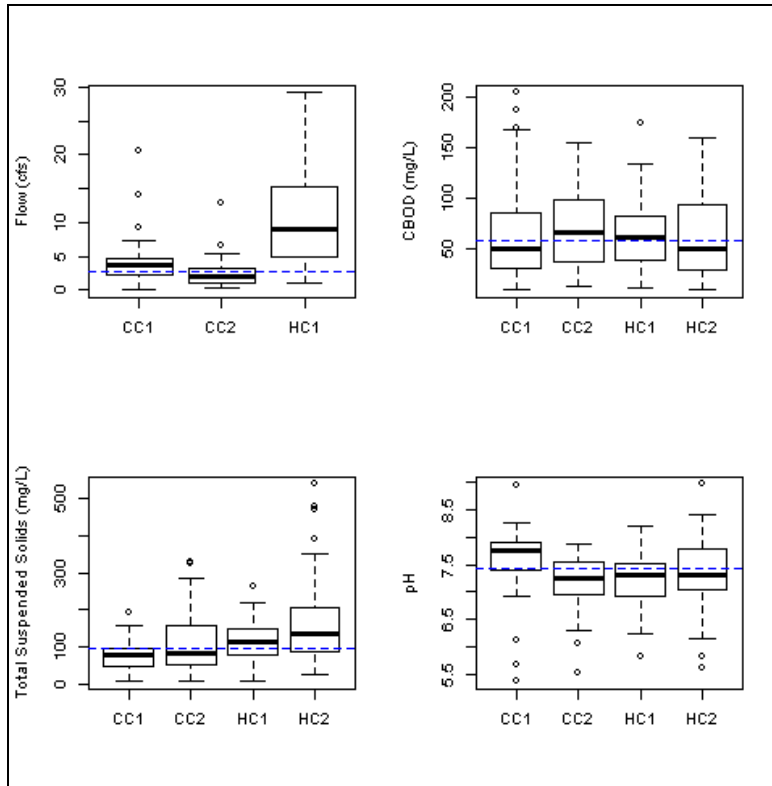 Flow (cfs)
30
20
10
5
0
CC1 CC2 HC1
CBOD (mg/L)
200
150
100
50
CC1 CC2 HC1 HC2
Total Suspended Solids (mg/L)
500
300
100
0
CC1 CC2 HC1 HC2
pH
8.5
7.5
6.5
5.5
CC1 CC2 HC1 HC2